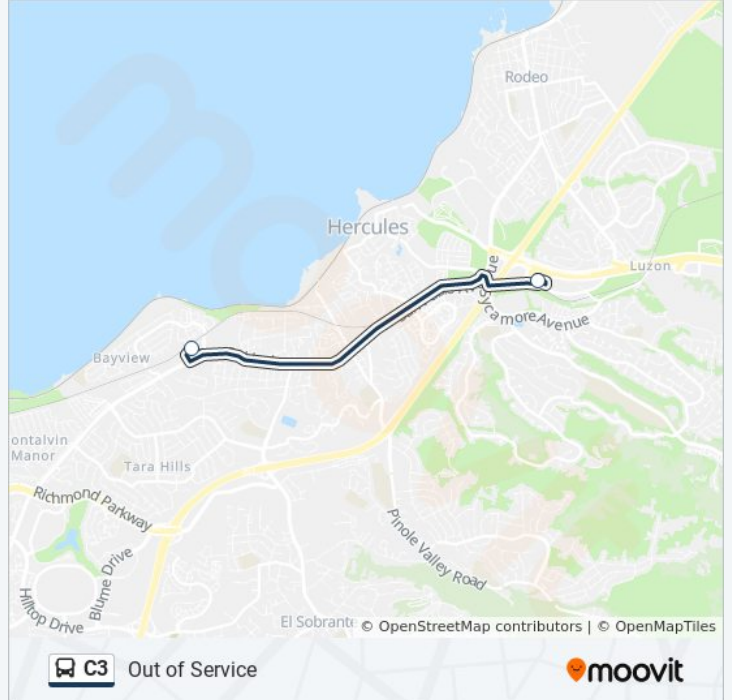 Rodeo
Hercules
Luzon
Sycamore Avenue
Bayview
ontalvin
Manor
Tara Hills
Richmond Parkway
Pinole Valley Road
Blume Drive
Hilltop Drive
El Sobrante
© OpenStreetMap contributors | © OpenMapTiles
C3 Out of Service
moovit